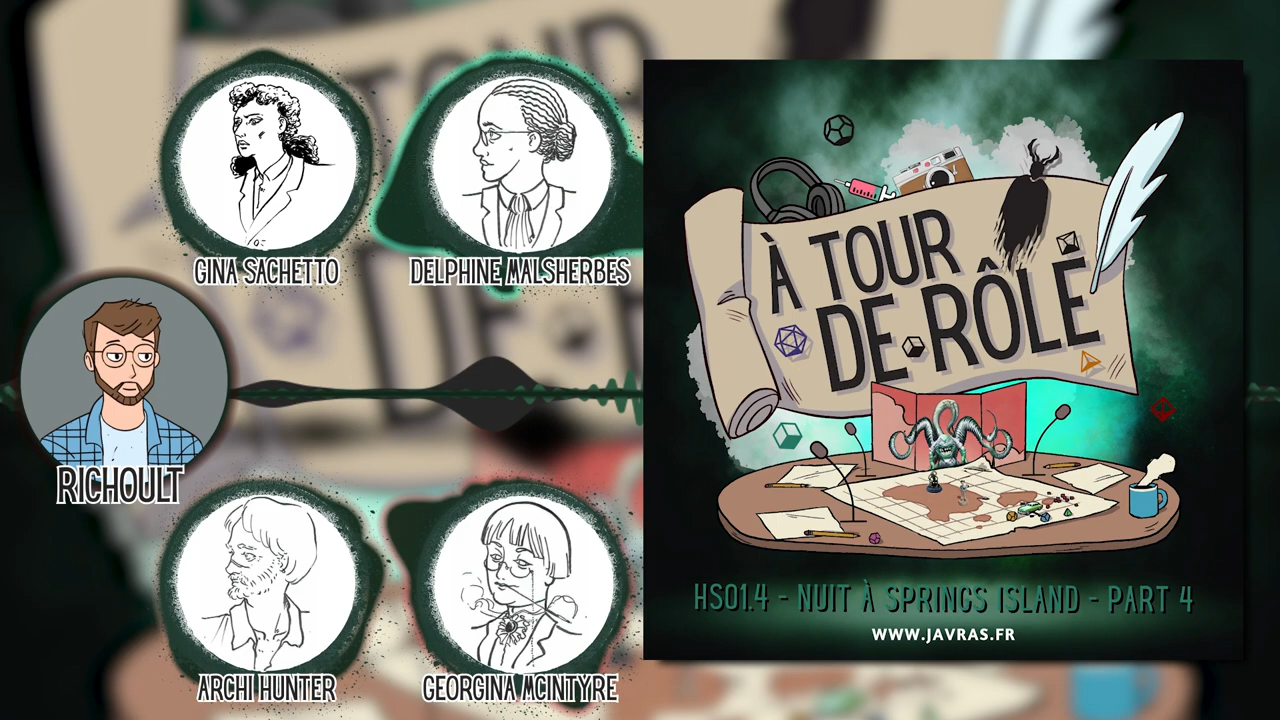 GINA SACHETTO
DELPHINE MALSHERBES
RICHOULT
ARCHI HUNTER
GEORGINA MCINTYRE
À TOUR
DE RÔLE
HS01.4 - NUIT À SPRINGS ISLAND - PART 4
WWW.JAVRAS.FR